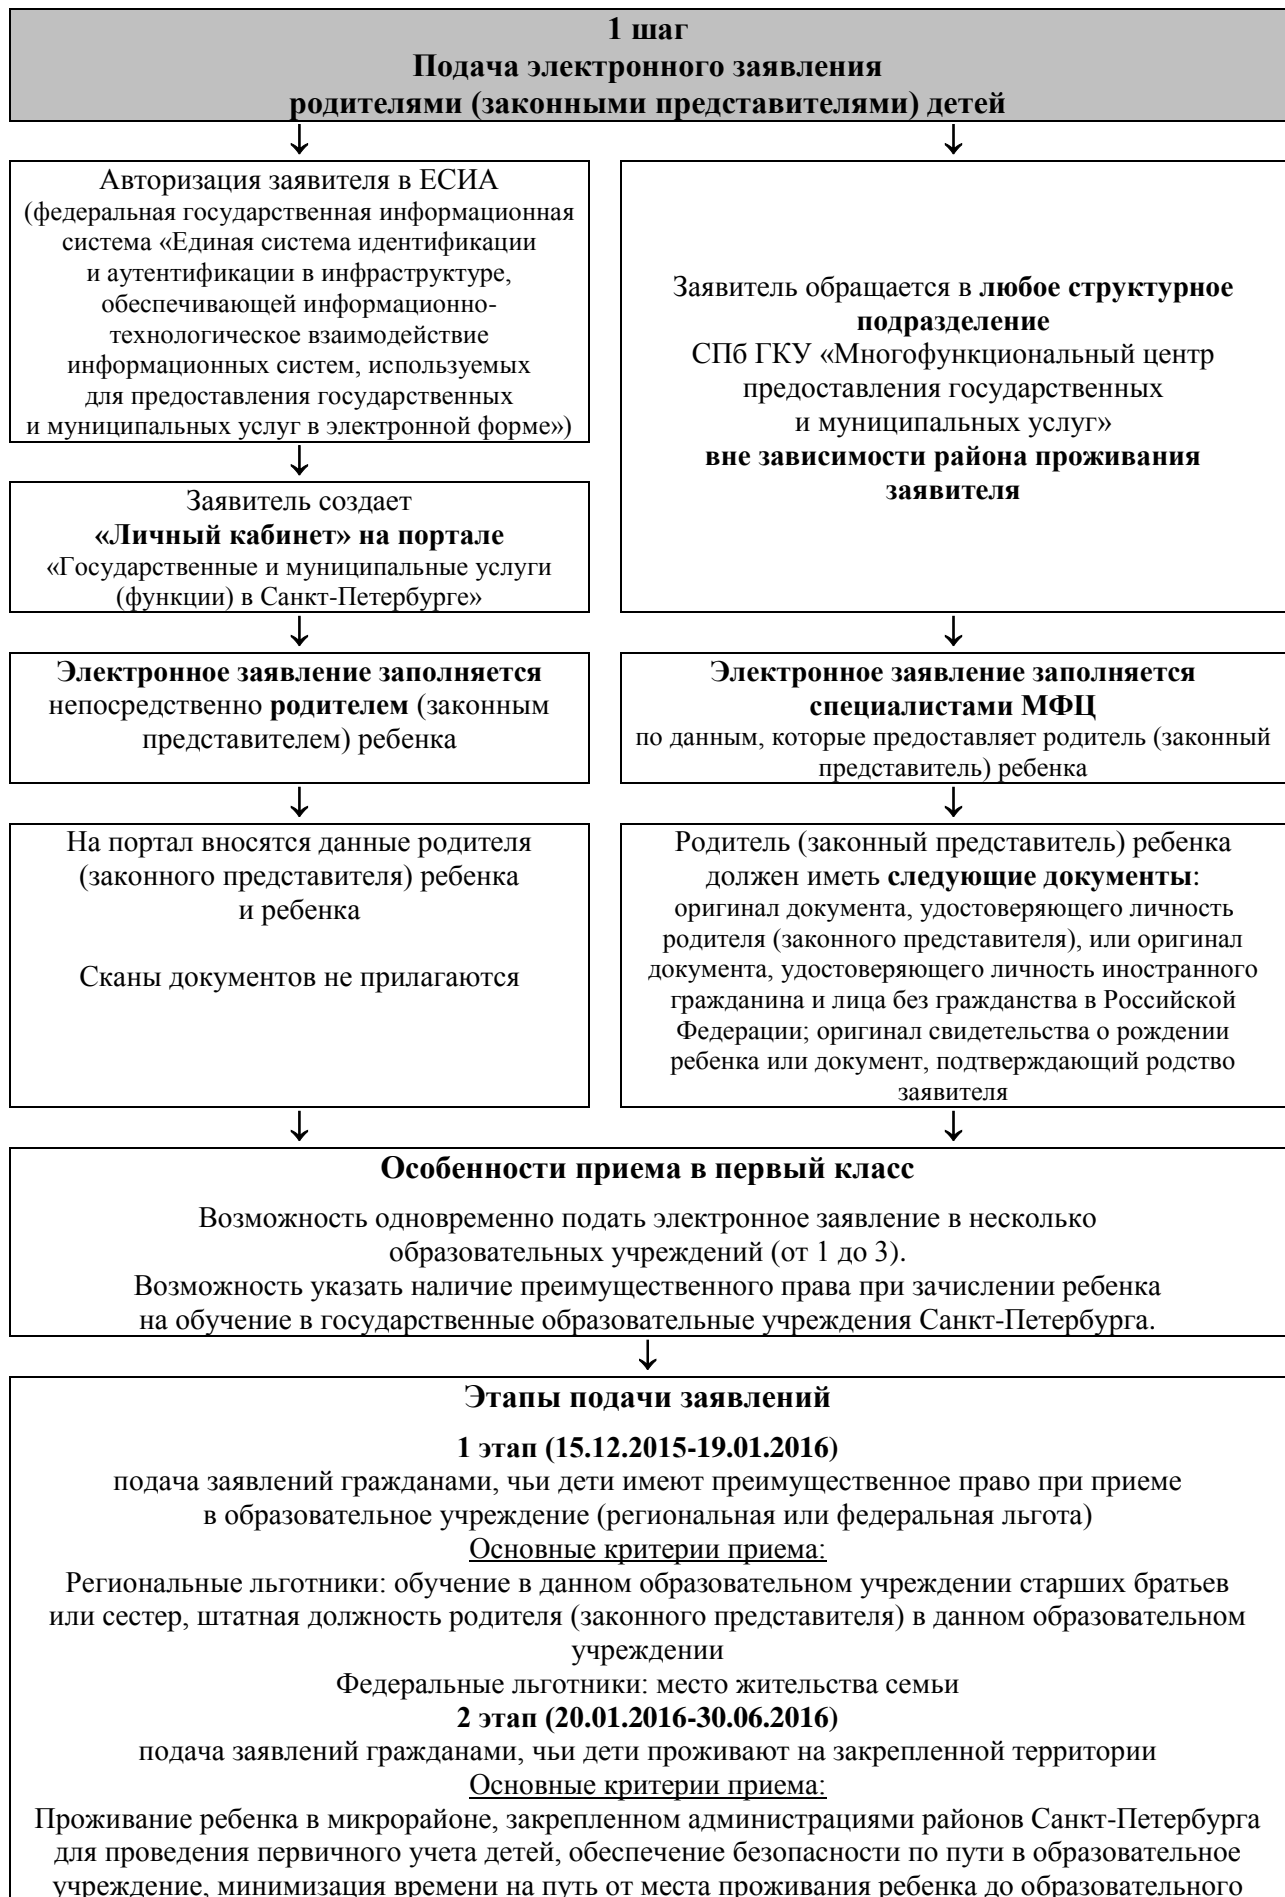 1 шаг
Подача электронного заявления
родителями (законными представителями) детей
Авторизация заявителя в ЕСИА
(федеральная государственная информационная
система «Единая система идентификации
и аутентификации в инфраструктуре,
обеспечивающей информационно-
технологическое взаимодействие
информационных систем, используемых
для предоставления государственных
и муниципальных услуг в электронной форме»)
Заявитель создает
«Личный кабинет» на портале
«Государственные и муниципальные услуги
(функции) в Санкт-Петербурге»
Электронное заявление заполняется
непосредственно родителем (законным
представителем) ребенка
На портал вносятся данные родителя
(законного представителя) ребенка
и ребенка
Сканы документов не прилагаются
Заявитель обращается в любое структурное
подразделение
СПб ГКУ «Многофункциональный центр
предоставления государственных
и муниципальных услуг»
вне зависимости района проживания
заявителя
Электронное заявление заполняется
специалистами МФЦ
по данным, которые предоставляет родитель (законный
представитель) ребенка
Родитель (законный представитель) ребенка
должен иметь следующие документы:
оригинал документа, удостоверяющего личность
родителя (законного представителя), или оригинал
документа, удостоверяющего личность иностранного
гражданина и лица без гражданства в Российской
Федерации; оригинал свидетельства о рождении
ребенка или документ, подтверждающий родство
заявителя
Особенности приема в первый класс
Возможность одновременно подать электронное заявление в несколько
образовательных учреждений (от 1 до 3).
Возможность указать наличие преимущественного права при зачислении ребенка
на обучение в государственные образовательные учреждения Санкт-Петербурга.
Этапы подачи заявлений
1 этап (15.12.2015-19.01.2016)
подача заявлений гражданами, чьи дети имеют преимущественное право при приеме
в образовательное учреждение (региональная или федеральная льгота)
Основные критерии приема:
Региональные льготники: обучение в данном образовательном учреждении старших братьев
или сестер, штатная должность родителя (законного представителя) в данном образовательном
учреждении
Федеральные льготники: место жительства семьи
2 этап (20.01.2016-30.06.2016)
подача заявлений гражданами, чьи дети проживают на закрепленной территории
Основные критерии приема:
Проживание ребенка в микрорайоне, закрепленном администрациями районов Санкт-Петербурга
для проведения первичного учета детей, обеспечение безопасности по пути в образовательное
учреждение, минимизация времени на путь от места проживания ребенка до образовательного